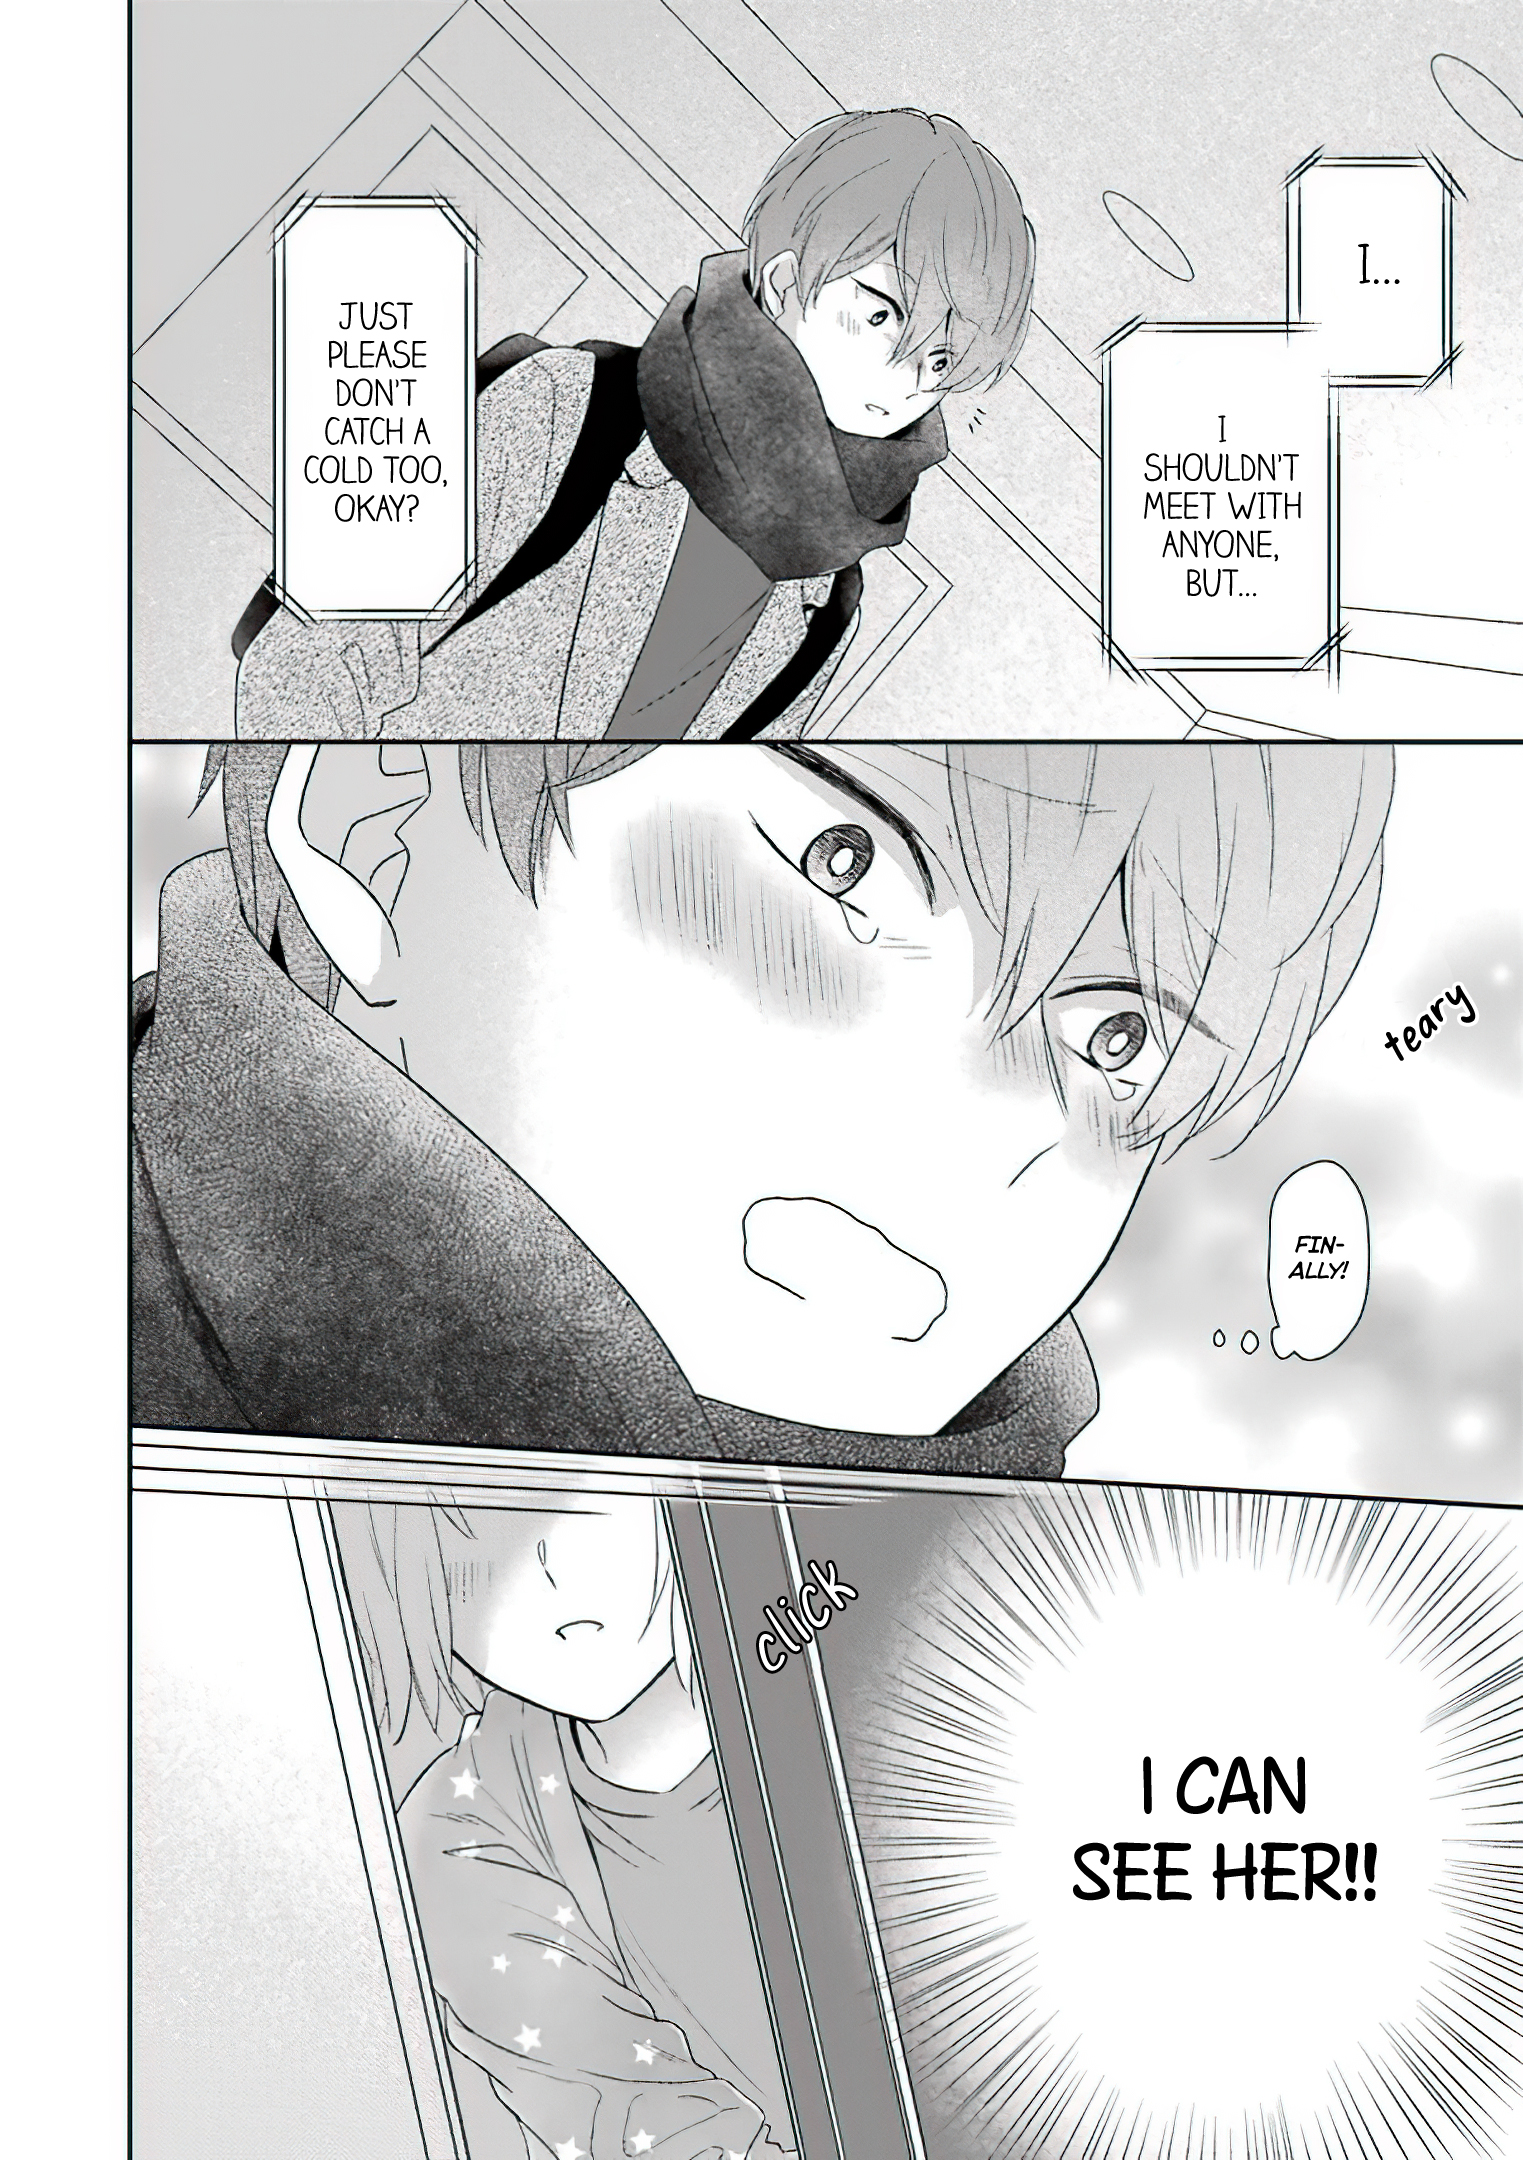 I...
I
SHOULDN'T
MEET WITH
ANYONE,
BUT...
JUST
PLEASE
DON'T
CATCH A
COLD TOO,
OKAY?
teary
FIN-
ALLY!
I CAN
SEE HER!!
click